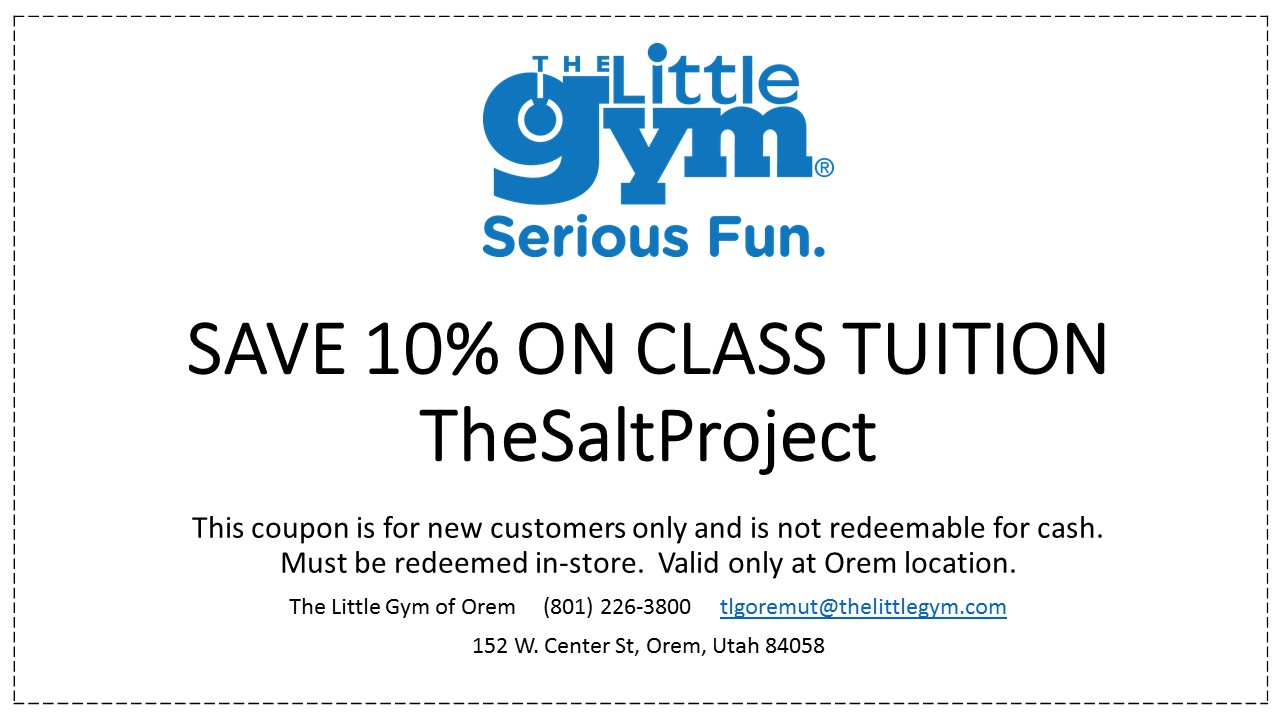 THE Little
gym®
Serious Fun.
SAVE 10% ON CLASS TUITION
TheSaltProject
This coupon is for new customers only and is not redeemable for cash.
Must be redeemed in-store.  Valid only at Orem location.
The Little Gym of Orem     (801) 226-3800     tlgoremut@thelittlegym.com
152 W. Center St, Orem, Utah 84058